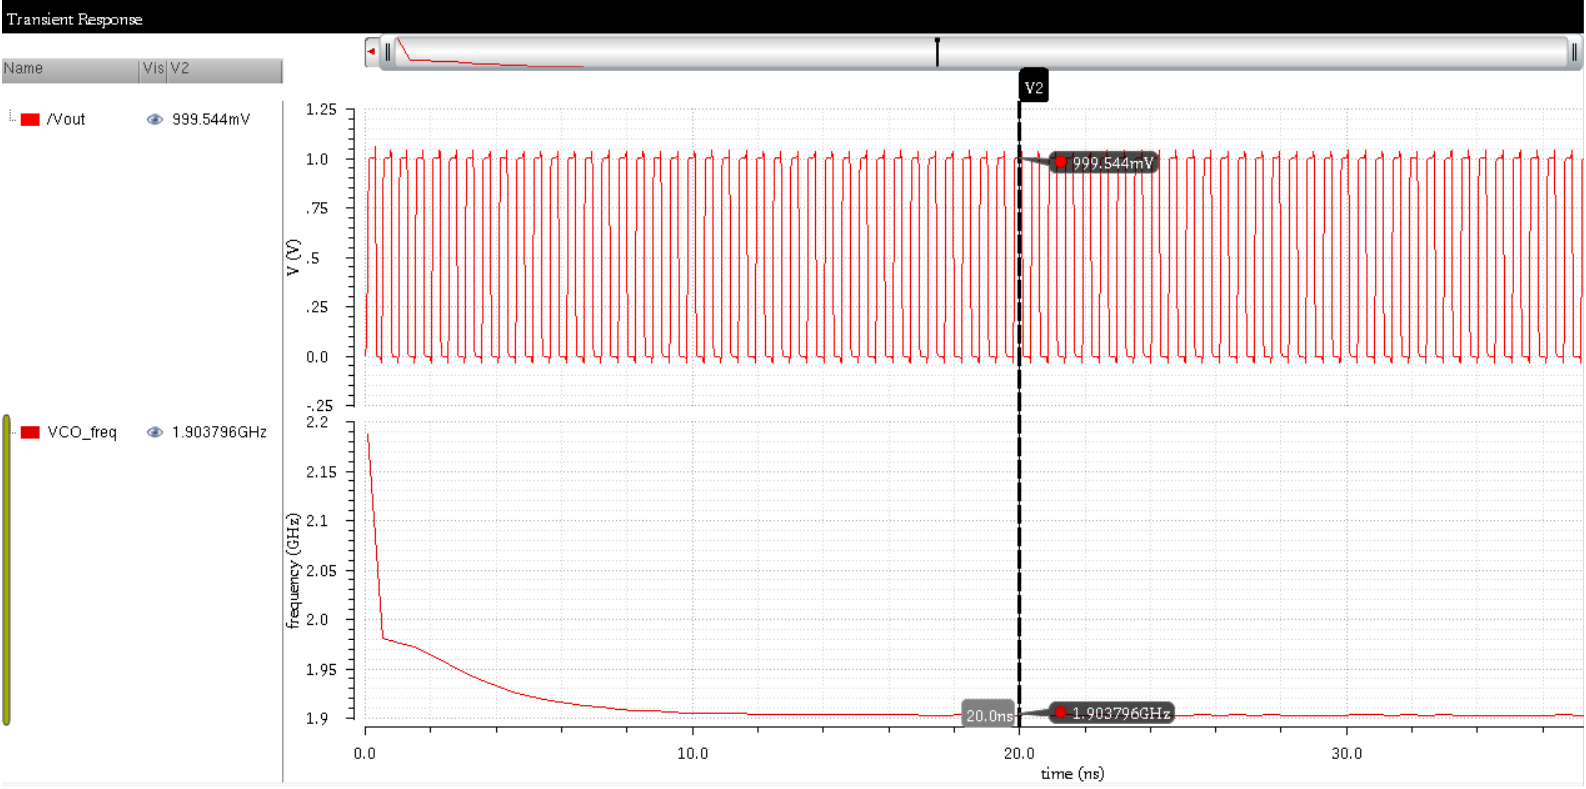 Transient Response
Name Vis V2
/Vout 999.544mV
VCO_freq 1.903796GHz
V2
1.25
1.0
.75
.5
.25
0.0
-.25
V (V)
999.544mV
2.2
2.15
2.1
2.05
2.0
1.95
1.9
frequency (GHz)
20.0ns
1.903796GHz
0.0 10.0 20.0 30.0
time (ns)